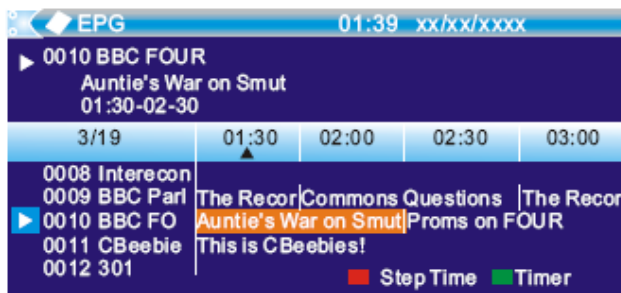 EPG 01:39 xx/xx/xxxx
0010 BBC FOUR
Auntie's War on Smut
01:30-02-30
3/19 01:30 02:00 02:30 03:00
0008 Interecon
0009 BBC Parl The Recor Commons Questions The Recor
0010 BBC FO Auntie's War on Smut Proms on FOUR
0011 CBeebie This is CBeebies!
0012 301
Step Time Timer